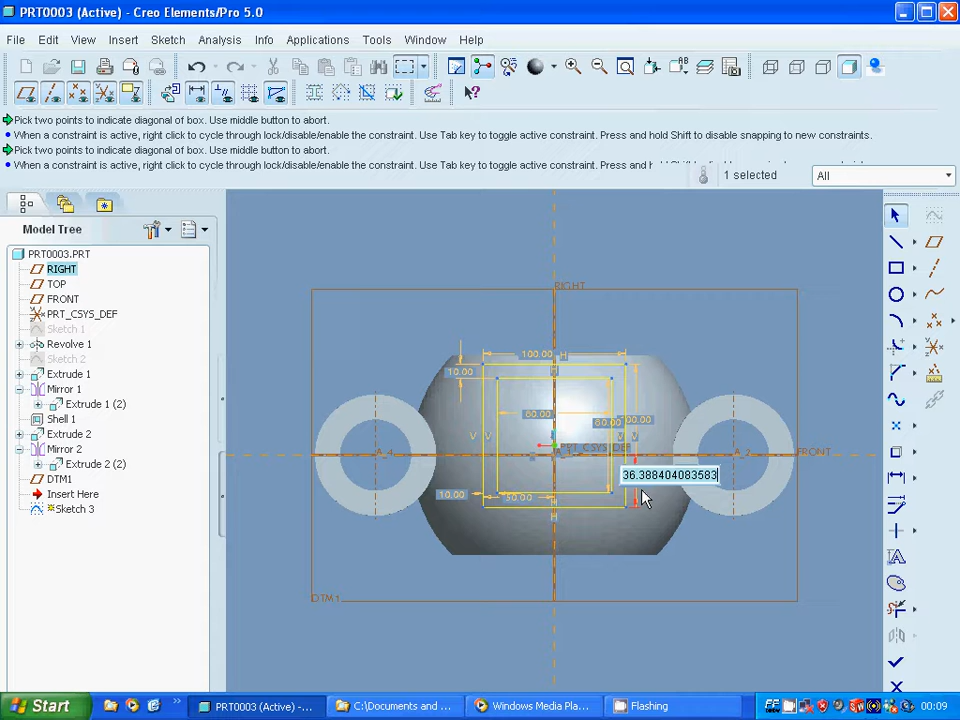 PRT0003 (Active) - Creo Elements/Pro 5.0
File Edit View Insert Sketch Analysis Info Applications Tools Window Help
Pick two points to indicate diagonal of box. Use middle button to abort.
When a constraint is active, right click to cycle through lock/disable/enable the constraint. Use Tab key to toggle active constraint. Press and hold Shift to disable snapping to new constraints.
Pick two points to indicate diagonal of box. Use middle button to abort.
When a constraint is active, right click to cycle through lock/disable/enable the constraint. Use Tab key to toggle active constraint. Press and
1 selected
All
Model Tree
PRT0003.PRT
RIGHT
TOP
FRONT
PRT_CSYS_DEF
Sketch 1
Revolve 1
Sketch 2
Extrude 1
Mirror 1
Extrude 1 (2)
Shell 1
Extrude 2
Mirror 2
Extrude 2 (2)
DTM1
Insert Here
Sketch 3
RIGHT
100.00 H
10.00
H
80.00
80.00
V V
V V
PRT_CSYS_DEF
A_4
A_2
FRONT
36.388404083583
10.00
50.00
H
H
DTM1
Start
PRT0003 (Active) -...
C:\Documents and ...
Windows Media Pla...
Flashing
00:09